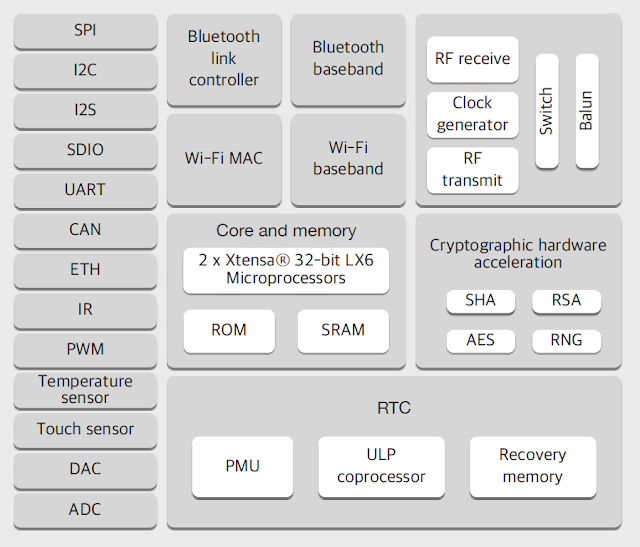 SPI
I2C
I2S
SDIO
UART
CAN
ETH
IR
PWM
Temperature
sensor
Touch sensor
DAC
ADC
Bluetooth
link
controller
Bluetooth
baseband
Wi-Fi MAC
Wi-Fi
baseband
RF receive
Clock
generator
RF
transmit
Switch
Balun
Core and memory
2 x Xtensa® 32-bit LX6
Microprocessors
ROM
SRAM
Cryptographic hardware
acceleration
SHA
RSA
AES
RNG
RTC
PMU
ULP
coprocessor
Recovery
memory